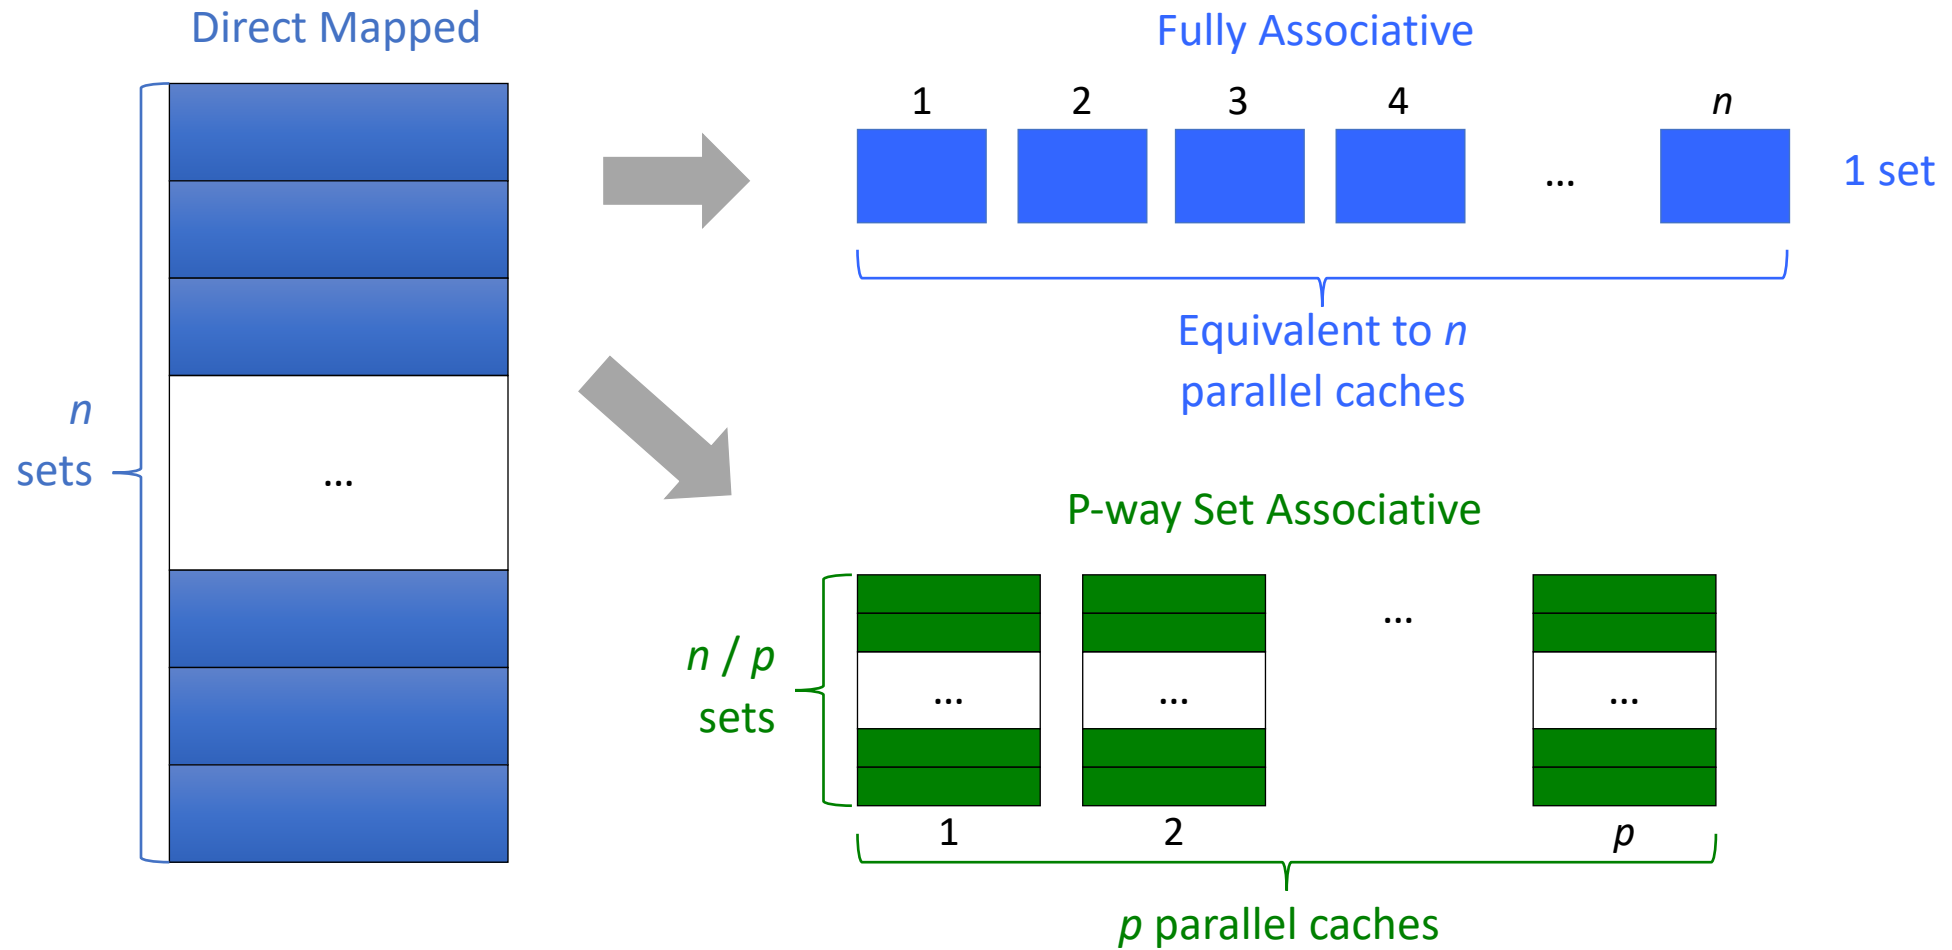 Direct Mapped
n
sets
...
Fully Associative
1 2 3 4 ... n
1 set
Equivalent to n
parallel caches
P-way Set Associative
n / p
sets
...
... ... ...
1 2 p
p parallel caches